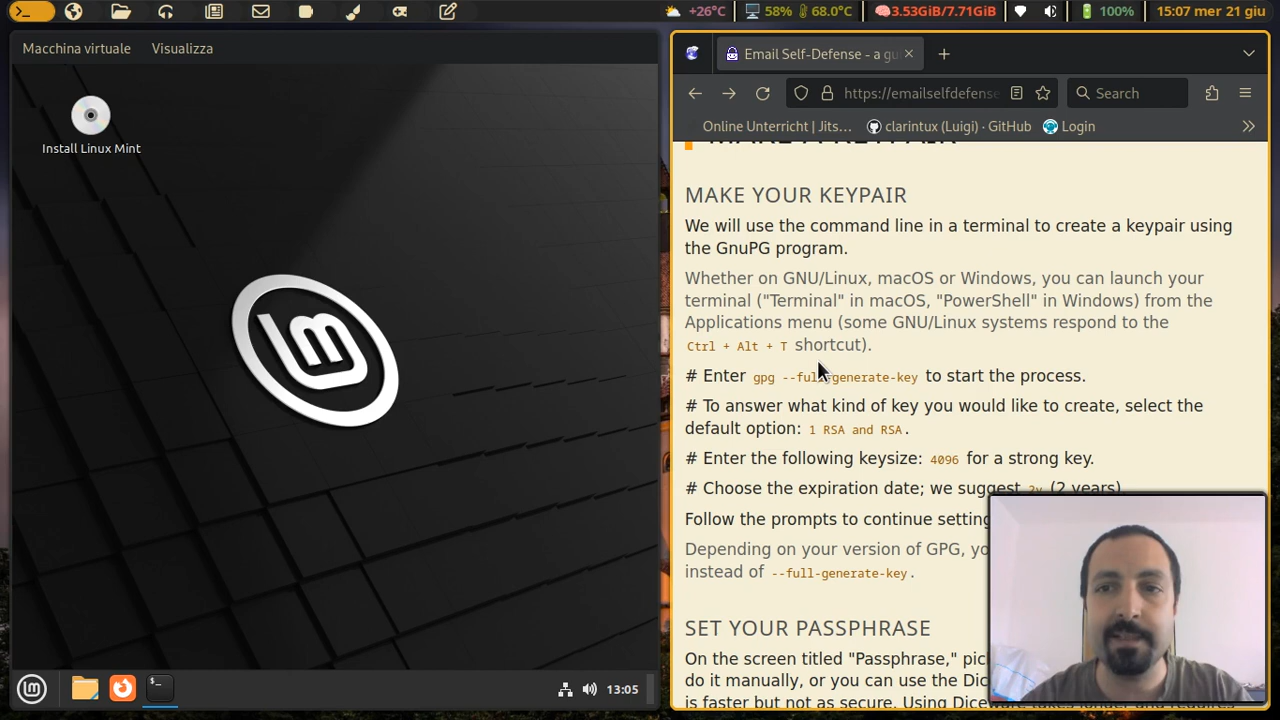 +26°C 58% 68.0°C 3.53GiB/7.71GiB 100% 15:07 mer 21 giu
Macchina virtuale Visualizza
Install Linux Mint
lm
13:05
Email Self-Defense - a gu
https://emailselfdefense
Search
Online Unterricht | Jits… clarintux (Luigi) · GitHub Login
MAKE A KEYPAIR
MAKE YOUR KEYPAIR
We will use the command line in a terminal to create a keypair using
the GnuPG program.
Whether on GNU/Linux, macOS or Windows, you can launch your
terminal ("Terminal" in macOS, "PowerShell" in Windows) from the
Applications menu (some GNU/Linux systems respond to the
Ctrl + Alt + T shortcut).
# Enter gpg --full-generate-key to start the process.
# To answer what kind of key you would like to create, select the
default option: 1 RSA and RSA.
# Enter the following keysize: 4096 for a strong key.
# Choose the expiration date; we suggest 2y (2 years).
Follow the prompts to continue setting
Depending on your version of GPG, yo
instead of --full-generate-key.
SET YOUR PASSPHRASE
On the screen titled "Passphrase," pic
do it manually, or you can use the Dic
is faster but not as secure. Using